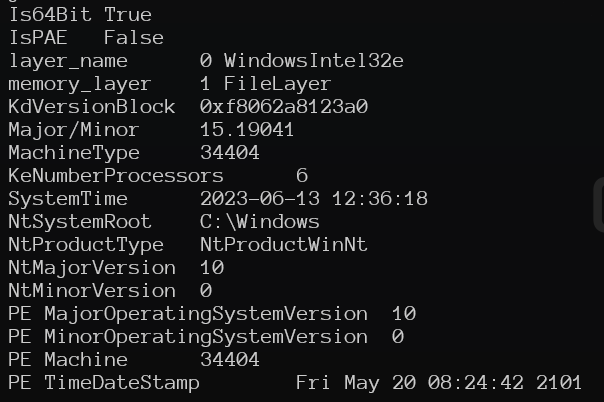 Is64Bit True
IsPAE False
layer_name 0 WindowsIntel32e
memory_layer 1 FileLayer
KdVersionBlock 0xf8062a8123a0
Major/Minor 15.19041
MachineType 34404
KeNumberProcessors 6
SystemTime 2023-06-13 12:36:18
NtSystemRoot C:\Windows
NtProductType NtProductWinNt
NtMajorVersion 10
NtMinorVersion 0
PE MajorOperatingSystemVersion 10
PE MinorOperatingSystemVersion 0
PE Machine 34404
PE TimeDateStamp Fri May 20 08:24:42 2101